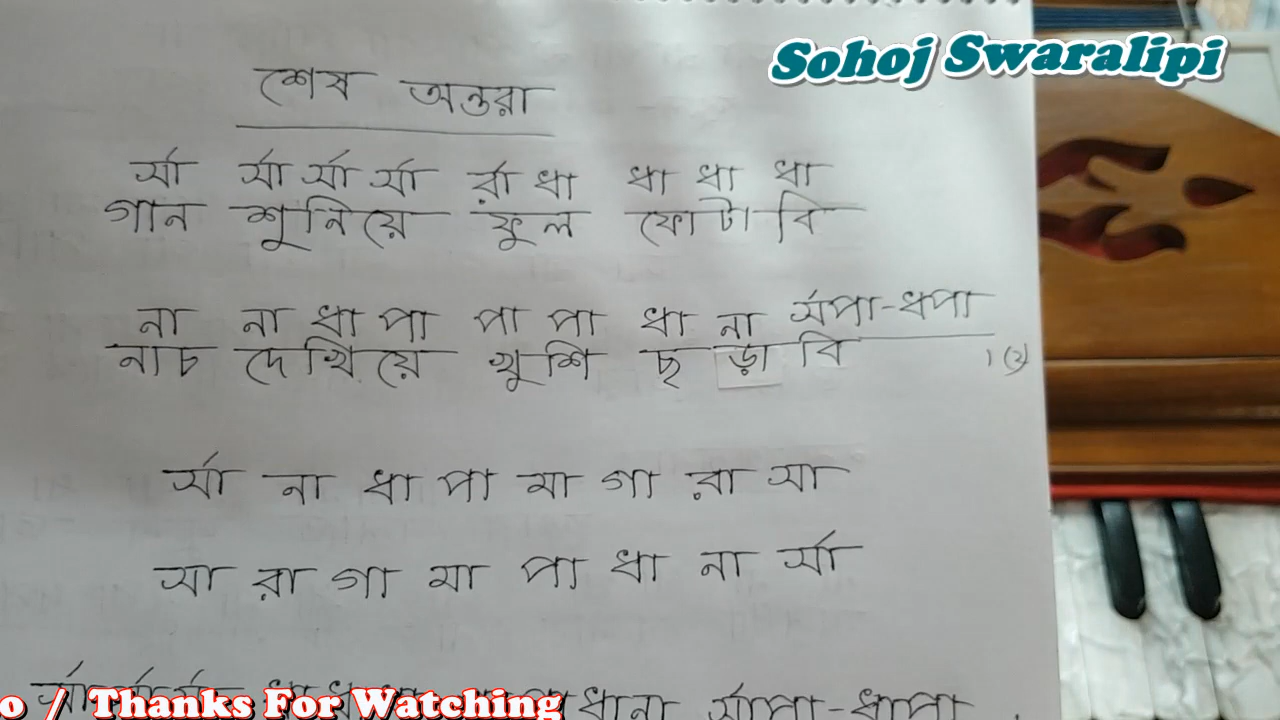 Sohoj Swaralipi
শেষ অন্তরা
র্সা র্সা র্সা র্সা র্রা ধা ধা ধা ধা
গান শুনিয়ে ফুল ফোটাবি
না না ধা পা পা পা ধা না র্সপা-ধপা
নাচ দেখিয়ে খুশি ছড়াবি
র্সা না ধা পা মা গা রা সা
সা রা গা মা পা ধা না র্সা
ধানা র্সাপা-ধাপা
o / Thanks For Watching